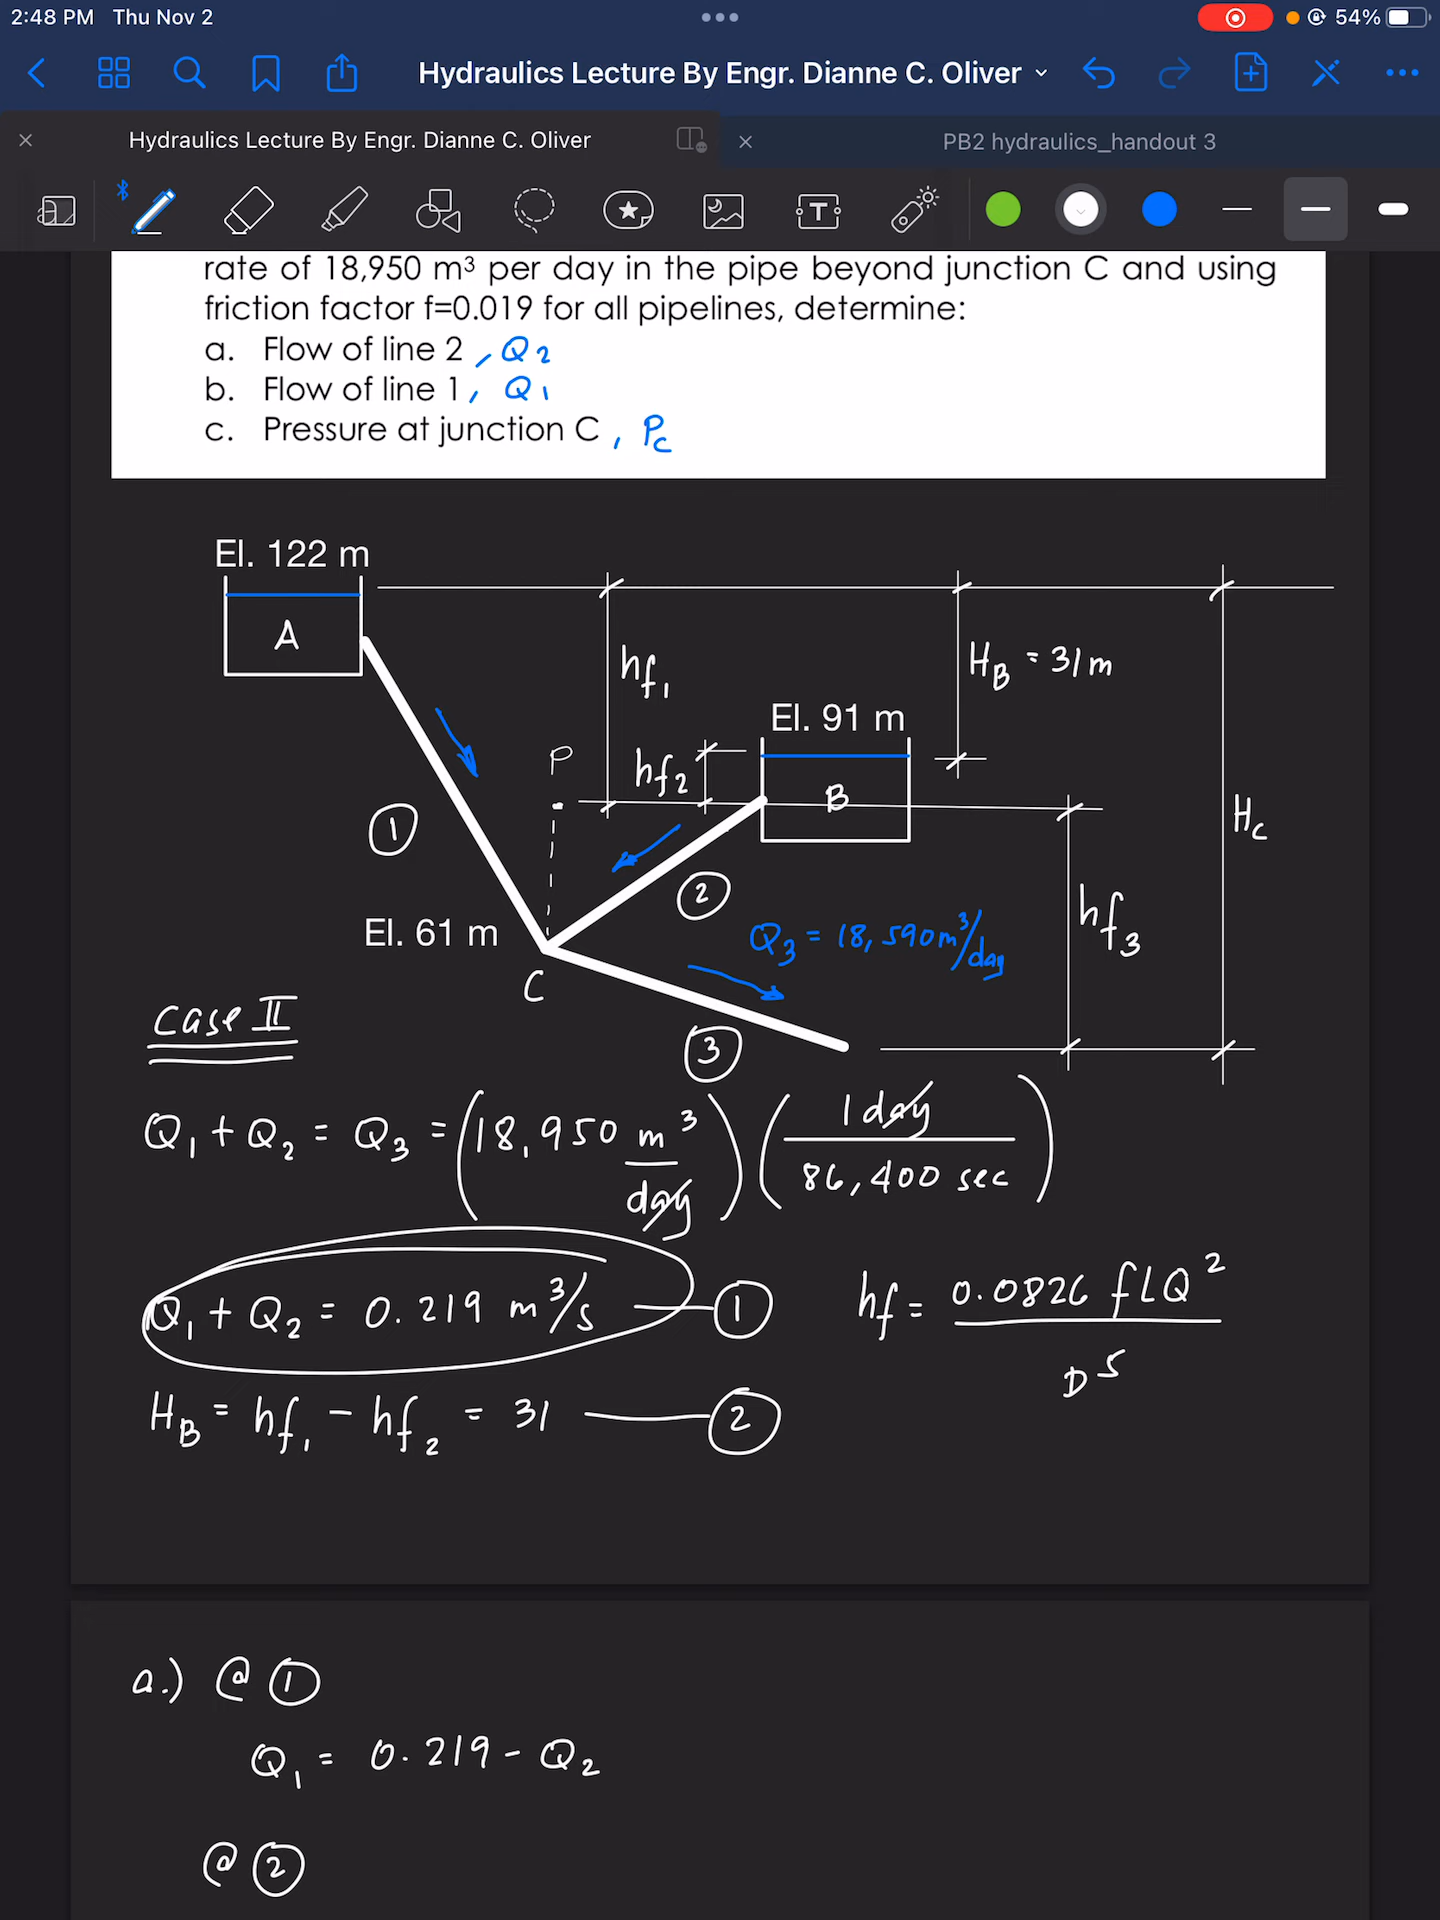 2:48 PM Thu Nov 2
54%
Hydraulics Lecture By Engr. Dianne C. Oliver
Hydraulics Lecture By Engr. Dianne C. Oliver
PB2 hydraulics_handout 3
T
rate of 18,950 m³ per day in the pipe beyond junction C and using
friction factor f=0.019 for all pipelines, determine:
a. Flow of line 2, Q₂
b. Flow of line 1, Q₁
c. Pressure at junction C, Pc
El. 122 m
A
hf₁
H_B = 31 m
El. 91 m
P
hf₂
B
Hc
1
2
hf₃
El. 61 m
Q₃ = 18,590 m³/day
C
Case II
3
Q₁ + Q₂ = Q₃ = (18,950 m³/day) (1 day / 86,400 sec)
Q₁ + Q₂ = 0.219 m³/s — ①
hf = 0.0826 fLQ² / D⁵
H_B = hf₁ - hf₂ = 31 — ②
a.) @ ①
Q₁ = 0.219 - Q₂
@ ②